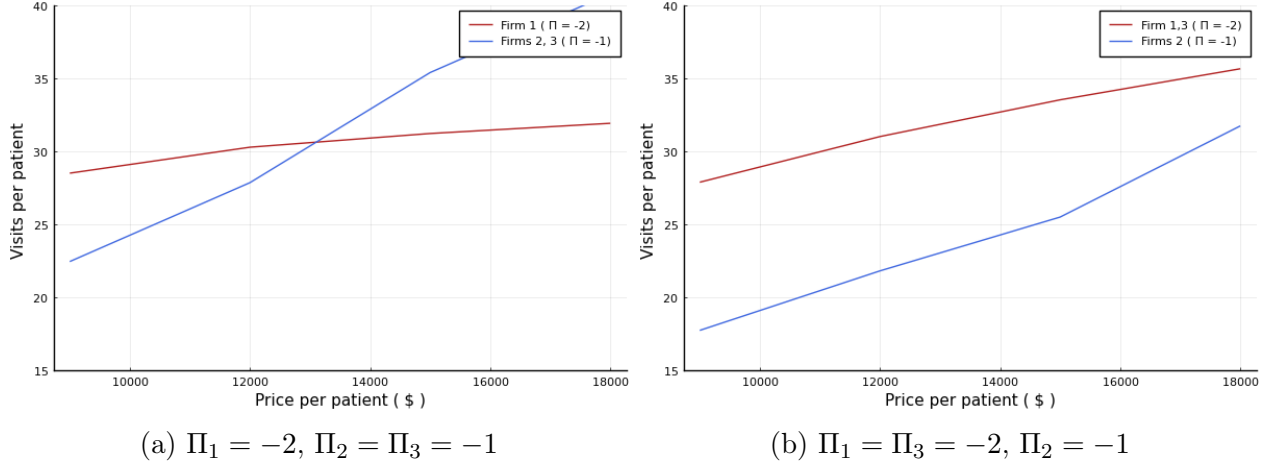 40
35
30
25
20
15
Visits per patient
Firm 1 ( Π = -2)
Firms 2, 3 ( Π = -1)
10000 12000 14000 16000 18000
Price per patient ( $ )
(a) Π₁ = −2, Π₂ = Π₃ = −1
40
35
30
25
20
15
Visits per patient
Firm 1,3 ( Π = -2)
Firms 2 ( Π = -1)
10000 12000 14000 16000 18000
Price per patient ( $ )
(b) Π₁ = Π₃ = −2, Π₂ = −1